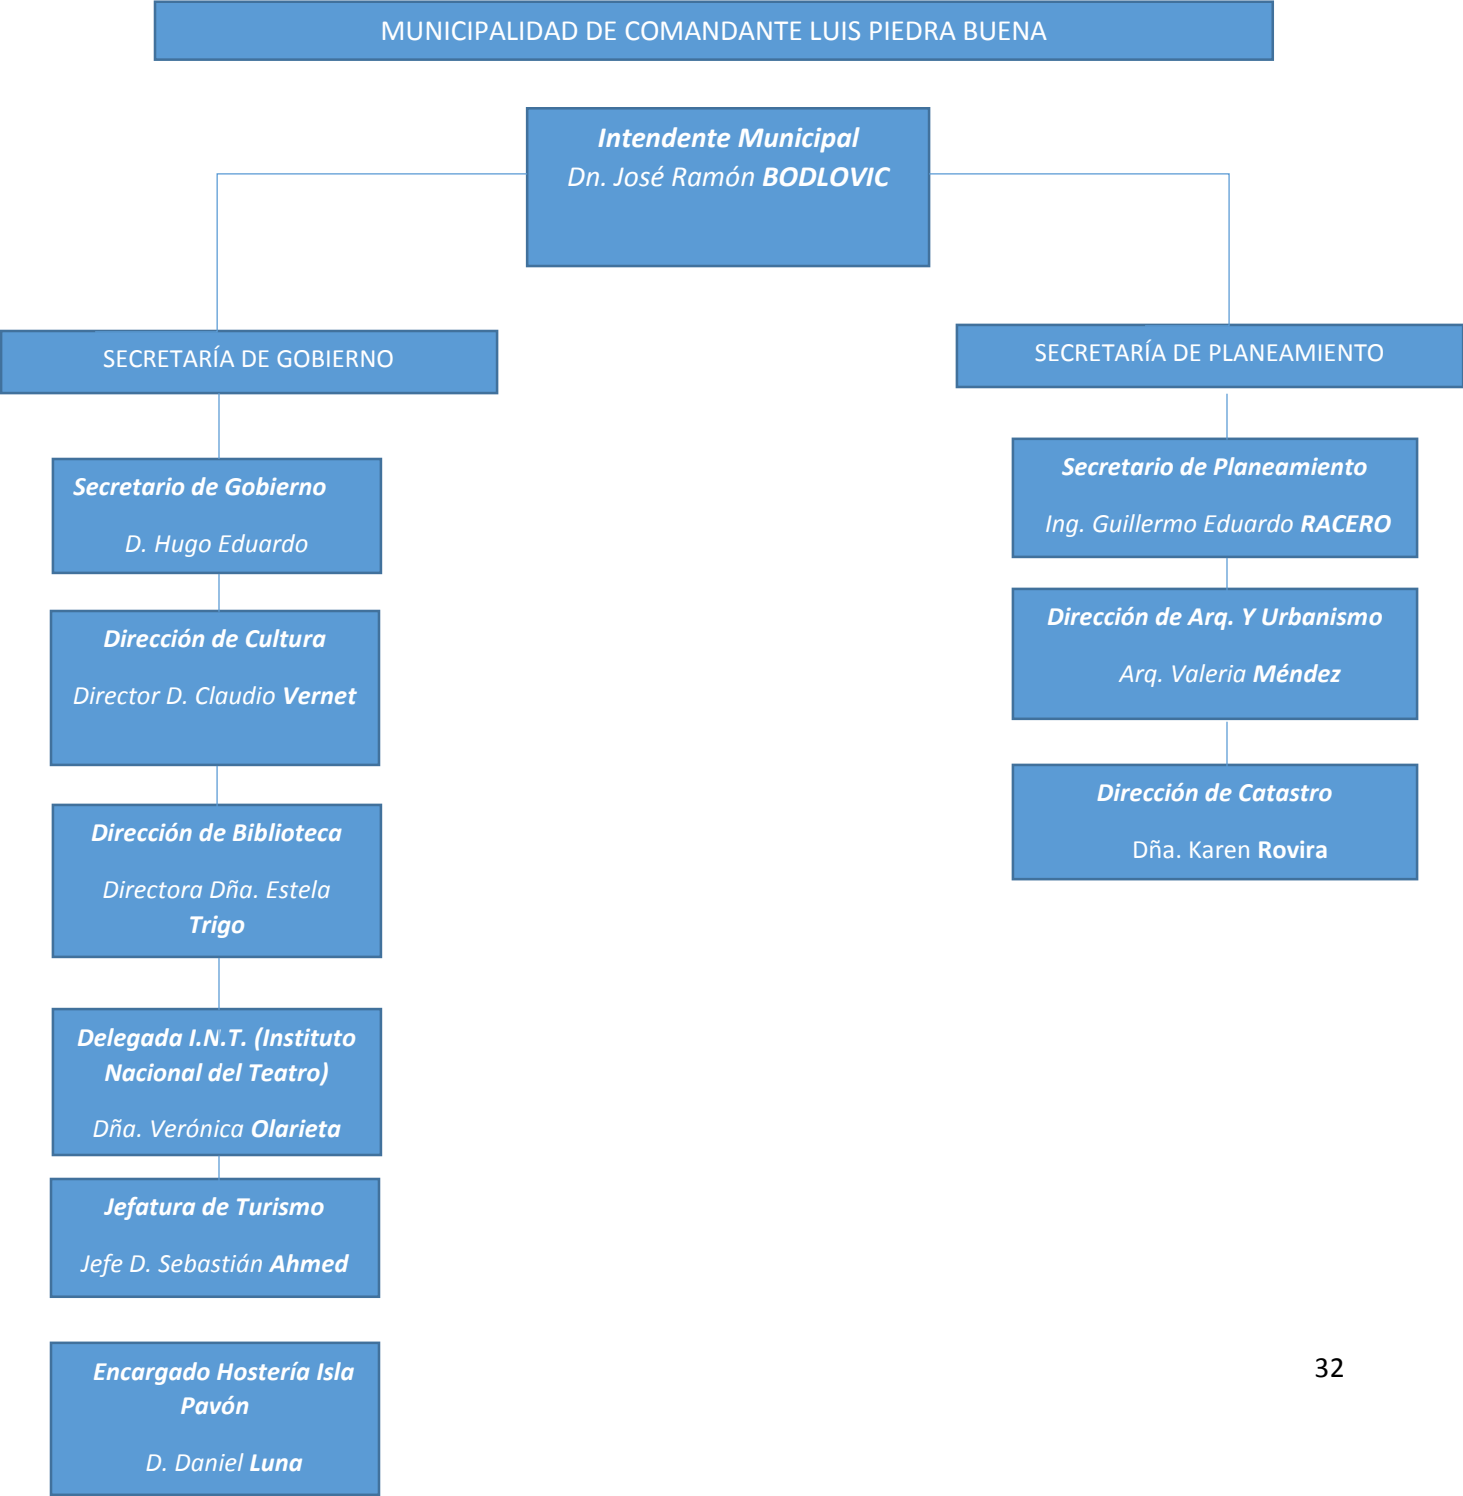 MUNICIPALIDAD DE COMANDANTE LUIS PIEDRA BUENA
Intendente Municipal
Dn. José Ramón BODLOVIC
SECRETARÍA DE GOBIERNO
Secretario de Gobierno
D. Hugo Eduardo
Dirección de Cultura
Director D. Claudio Vernet
Dirección de Biblioteca
Directora Dña. Estela
Trigo
Delegada I.N.T. (Instituto
Nacional del Teatro)
Dña. Verónica Olarieta
Jefatura de Turismo
Jefe D. Sebastián Ahmed
Encargado Hostería Isla
Pavón
D. Daniel Luna
SECRETARÍA DE PLANEAMIENTO
Secretario de Planeamiento
Ing. Guillermo Eduardo RACERO
Dirección de Arq. Y Urbanismo
Arq. Valeria Méndez
Dirección de Catastro
Dña. Karen Rovira
32